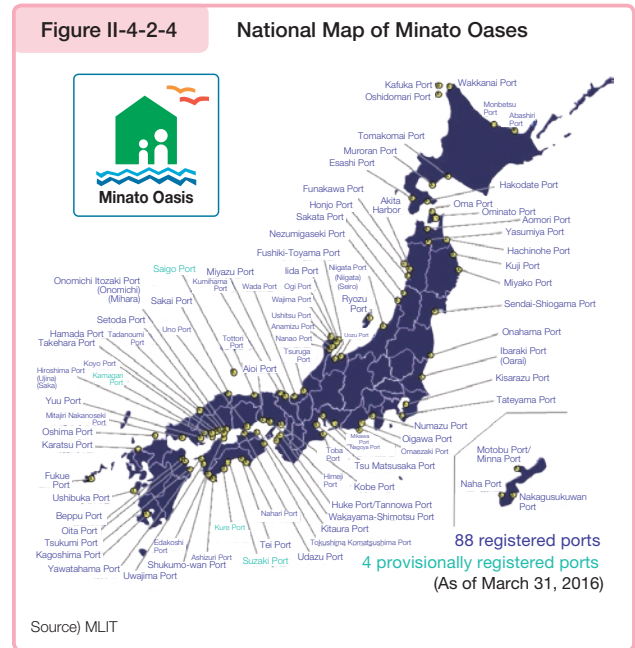 Figure II-4-2-4 National Map of Minato Oases
Minato Oasis
Kafuka Port
Wakkanai Port
Oshidomari Port
Monbetsu
Port
Abashiri
Port
Tomakomai Port
Muroran Port
Esashi Port
Hakodate Port
Funakawa Port
Akita
Harbor
Oma Port
Honjo Port
Ominato Port
Sakata Port
Aomori Port
Nezumigaseki Port
Yasumiya Port
Hachinohe Port
Kuji Port
Miyako Port
Sendai-Shiogama Port
Onahama Port
Ibaraki Port
(Oarai)
Kisarazu Port
Tateyama Port
Fushiki-Toyama Port
Saigo Port
Miyazu Port
Iida Port
Niigata Port
(Niigata)
(Seiro)
Kumihama
Port
Wada Port
Ogi Port
Onomichi Itozaki Port
(Onomichi)
(Mihara)
Wajima Port
Ryozu
Port
Sakai Port
Ushitsu Port
Setoda Port
Anamizu Port
Uozu Port
Hamada Port
Tadanoumi
Port
Uno Port
Tottori
Port
Nanao Port
Takehara Port
Tsuruga
Port
Koyo Port
Aioi Port
Hiroshima Port
(Ujina)
(Saka)
Kamagari
Port
Yuu Port
Mitajiri Nakanoseki
Port
Oshima Port
Karatsu Port
Fukue
Port
Ushibuka Port
Beppu Port
Oita Port
Tsukumi Port
Kagoshima Port
Yawatahama Port
Uwajima Port
Edakoshi
Port
Shukumo-wan Port
Ashizuri Port
Kure Port
Suzaki Port
Nahari Port
Tei Port
Udazu Port
Tokushima Komatsushima Port
Kitaura Port
Wakayama-Shimotsu Port
Huke Port/Tannowa Port
Kobe Port
Himeji
Port
Tsu Matsusaka Port
Toba
Port
Nagoya Port
Mikawa
Port
Omaezaki Port
Oigawa Port
Numazu Port
Motobu Port/
Minna Port
Naha Port
Nakagusukuwan
Port
88 registered ports
4 provisionally registered ports
(As of March 31, 2016)
Source) MLIT